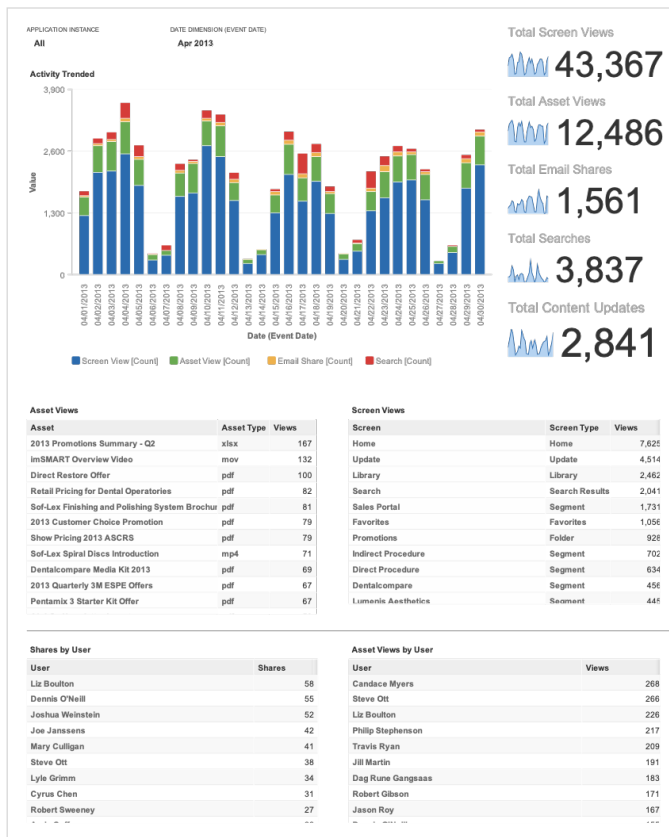 APPLICATION INSTANCE DATE DIMENSION (EVENT DATE)
All Apr 2013
Total Screen Views
43,367
Total Asset Views
12,486
Total Email Shares
1,561
Total Searches
3,837
Total Content Updates
2,841
Activity Trended
3,900
2,600
1,300
0
Value
04/01/2013
04/02/2013
04/03/2013
04/04/2013
04/05/2013
04/06/2013
04/07/2013
04/08/2013
04/09/2013
04/10/2013
04/11/2013
04/12/2013
04/13/2013
04/14/2013
04/15/2013
04/16/2013
04/17/2013
04/18/2013
04/19/2013
04/20/2013
04/21/2013
04/22/2013
04/23/2013
04/24/2013
04/25/2013
04/26/2013
04/27/2013
04/28/2013
04/29/2013
04/30/2013
Date (Event Date)
Screen View [Count] Asset View [Count] Email Share [Count] Search [Count]
Asset Views
Asset Asset Type Views
2013 Promotions Summary - Q2 xlsx 167
imSMART Overview Video mov 132
Direct Restore Offer pdf 100
Retail Pricing for Dental Operatories pdf 82
Sof-Lex Finishing and Polishing System Brochur pdf 81
2013 Customer Choice Promotion pdf 79
Show Pricing 2013 ASCRS pdf 79
Sof-Lex Spiral Discs Introduction mp4 71
Dentalcompare Media Kit 2013 pdf 69
2013 Quarterly 3M ESPE Offers pdf 67
Pentamix 3 Starter Kit Offer pdf 67
Screen Views
Screen Screen Type Views
Home Home 7,625
Update Update 4,514
Library Library 2,462
Search Search Results 2,041
Sales Portal Segment 1,731
Favorites Favorites 1,056
Promotions Folder 928
Indirect Procedure Segment 702
Direct Procedure Segment 634
Dentalcompare Segment 456
Lumenis Aesthetics Segment 445
Shares by User
User Shares
Liz Boulton 58
Dennis O'Neill 55
Joshua Weinstein 52
Joe Janssens 42
Mary Culligan 41
Steve Ott 38
Lyle Grimm 34
Cyrus Chen 31
Robert Sweeney 27
Asset Views by User
User Views
Candace Myers 268
Steve Ott 266
Liz Boulton 226
Philip Stephenson 217
Travis Ryan 209
Jill Martin 191
Dag Rune Gangsaas 183
Robert Gibson 171
Jason Roy 167